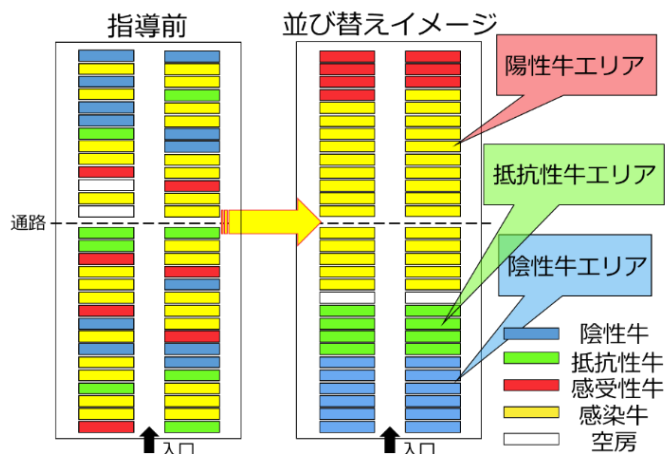 指導前
並び替えイメージ
陽性牛エリア
抵抗性牛エリア
通路
陰性牛エリア
陰性牛
抵抗性牛
感受性牛
感染牛
空房
入口
入口